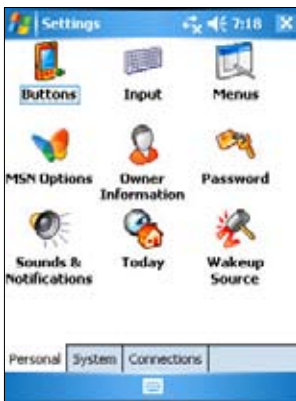 Settings 7:18
Buttons Input Menus
MSN Options Owner Information Password
Sounds & Notifications Today Wakeup Source
Personal System Connections